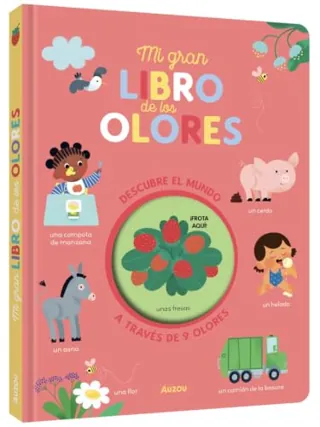 Mi gran
LIBRO
de los
OLORES
DESCUBRE EL MUNDO
¡FROTA
AQUÍ!
unas fresas
A TRAVÉS DE 9 OLORES
una compota
de manzana
un cerdo
un asno
un helado
una flor
un camión de la basura
AUZOU
Mi gran LIBRO de los OLORES
AUZOU